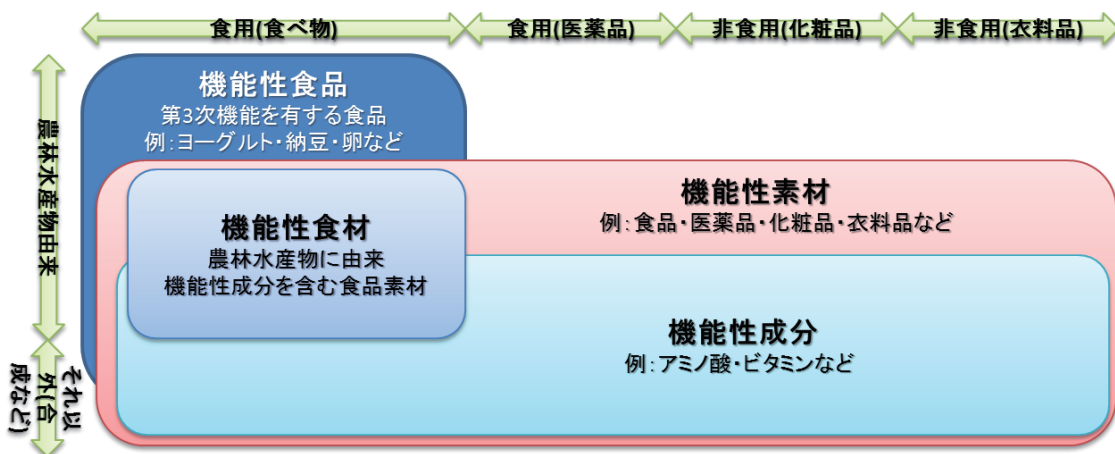 食用(食べ物)
食用(医薬品)
非食用(化粧品)
非食用(衣料品)
農林水産物由来
それ以
外(合
成など)
機能性食品
第3次機能を有する食品
例:ヨーグルト・納豆・卵など
機能性素材
例:食品・医薬品・化粧品・衣料品など
機能性食材
農林水産物に由来
機能性成分を含む食品素材
機能性成分
例:アミノ酸・ビタミンなど